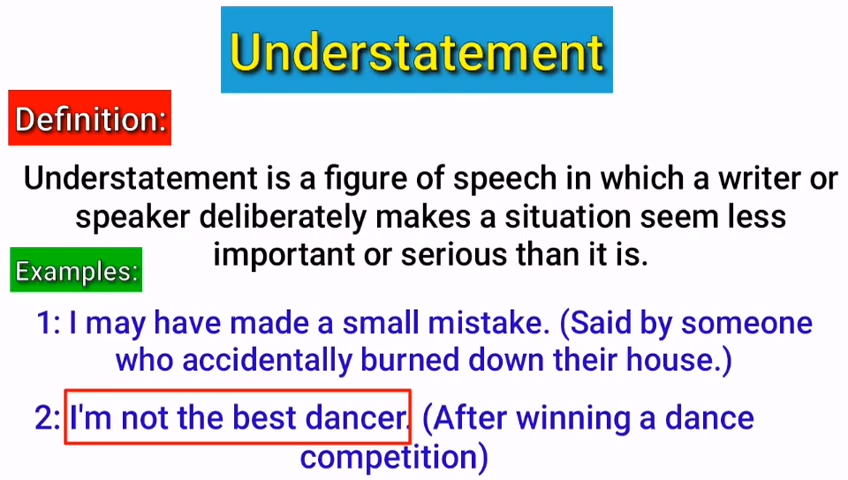 Understatement
Definition:
Understatement is a figure of speech in which a writer or
speaker deliberately makes a situation seem less
important or serious than it is.
Examples:
1: I may have made a small mistake. (Said by someone
who accidentally burned down their house.)
2: I'm not the best dancer. (After winning a dance
competition)